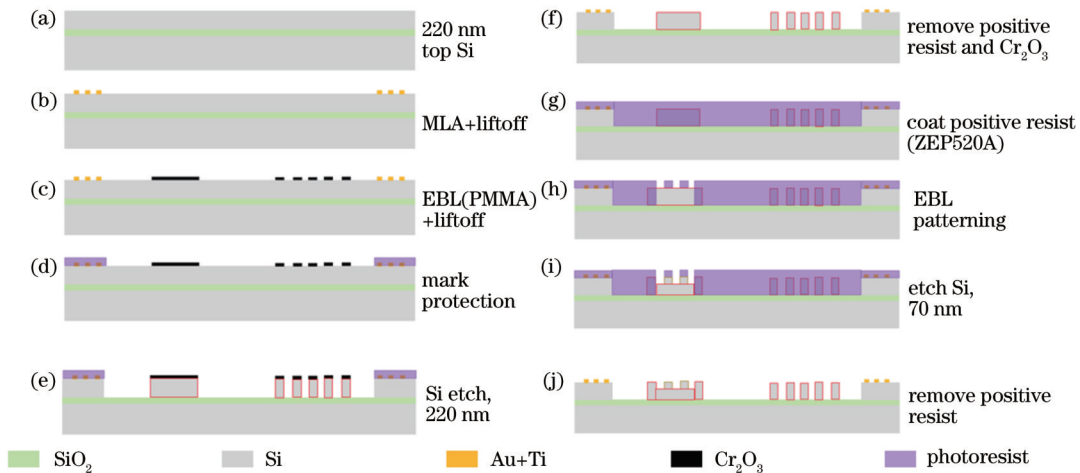 (a)
220 nm
top Si
(b)
MLA+liftoff
(c)
EBL(PMMA)
+liftoff
(d)
mark
protection
(e)
Si etch,
220 nm
(f)
remove positive
resist and Cr₂O₃
(g)
coat positive resist
(ZEP520A)
(h)
EBL
patterning
(i)
etch Si,
70 nm
(j)
remove positive
resist
SiO₂
Si
Au+Ti
Cr₂O₃
photoresist